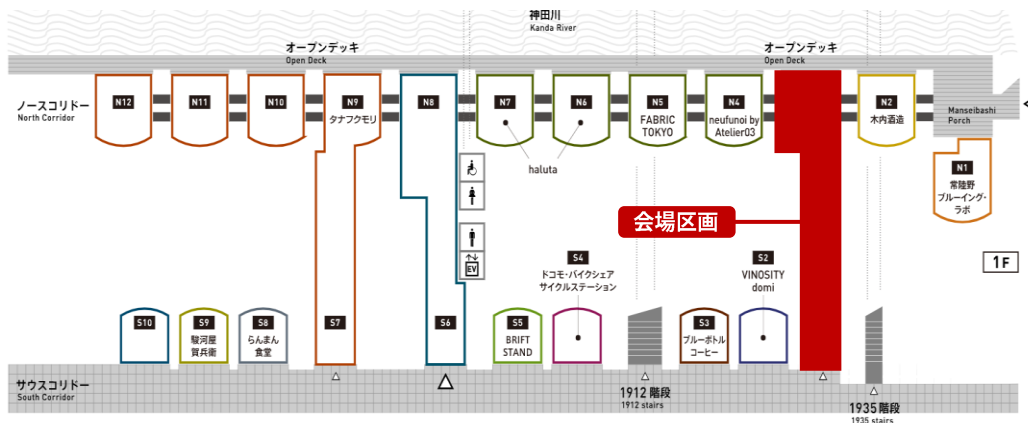 神田川
Kanda River
オープンデッキ
Open Deck
オープンデッキ
Open Deck
ノースコリドー
North Corridor
N12
N11
N10
N9
タナフクモリ
N8
N7
N6
haluta
N5
FABRIC
TOKYO
N4
neufunoi by
Atelier03
N2
木内酒造
Manseibashi
Porch
N1
常陸野
ブルーイング・
ラボ
会場区画
1F
EV
S10
S9
駿河屋
賀兵衛
S8
らんまん
食堂
S7
S6
S5
BRIFT
STAND
S4
ドコモ・バイクシェア
サイクルステーション
S3
ブルーボトル
コーヒー
S2
VINOSITY
domi
サウスコリドー
South Corridor
1912 階段
1912 stairs
1935 階段
1935 stairs